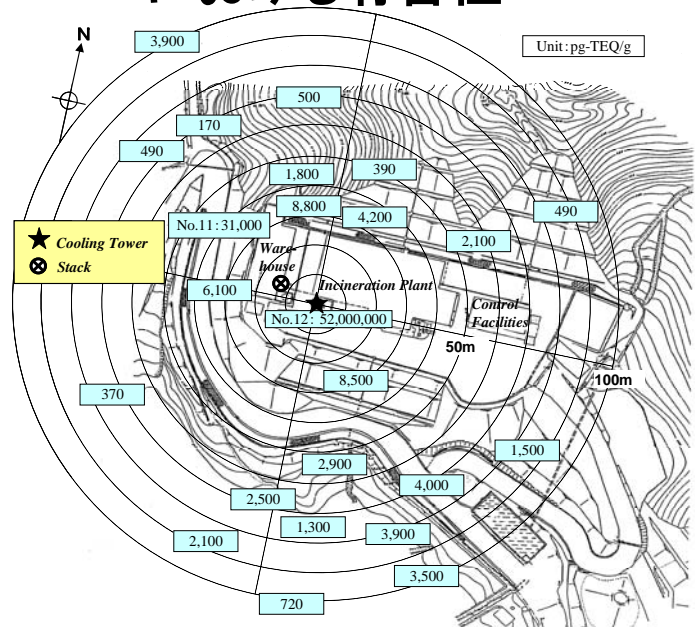 N
3,900
Unit:pg-TEQ/g
500
170
490
1,800
390
8,800
4,200
490
No.11:31,000
2,100
Cooling Tower
Stack
Ware-
house
6,100
Incineration Plant
Control
Facilities
No.12: 52,000,000
50m
100m
8,500
370
1,500
2,900
4,000
2,500
1,300
3,900
2,100
3,500
720